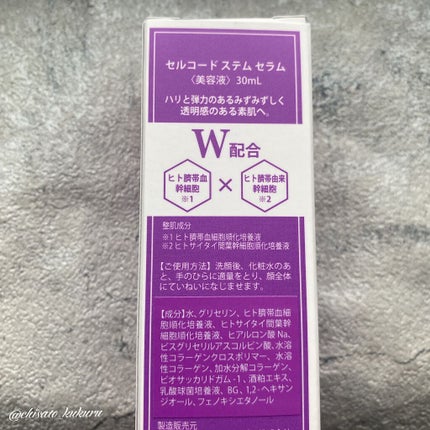 セルコード ステム セラム
〈美容液〉30mL
ハリと弾力のあるみずみずしく
透明感のある素肌へ。
W配合
ヒト臍帯血
幹細胞
※1
×
ヒト臍帯由来
幹細胞
※2
整肌成分
※1 ヒト臍帯血細胞順化培養液
※2 ヒトサイタイ間葉幹細胞順化培養液
【ご使用方法】洗顔後、化粧水のあ
と、手のひらに適量をとり、顔全体
にていねいになじませます。
【成分】水、グリセリン、ヒト臍帯血細
胞順化培養液、ヒトサイタイ間葉幹
細胞順化培養液、ヒアルロン酸Na、
ビスグリセリルアスコルビン酸、水溶
性コラーゲンクロスポリマー、水溶
性コラーゲン、加水分解コラーゲン、
ビオサッカリドガム-1、酒粕エキス、
乳酸球菌培養液、BG、1,2-ヘキサン
ジオール、フェノキシエタノール
製造販売元
@chisato_kukuru